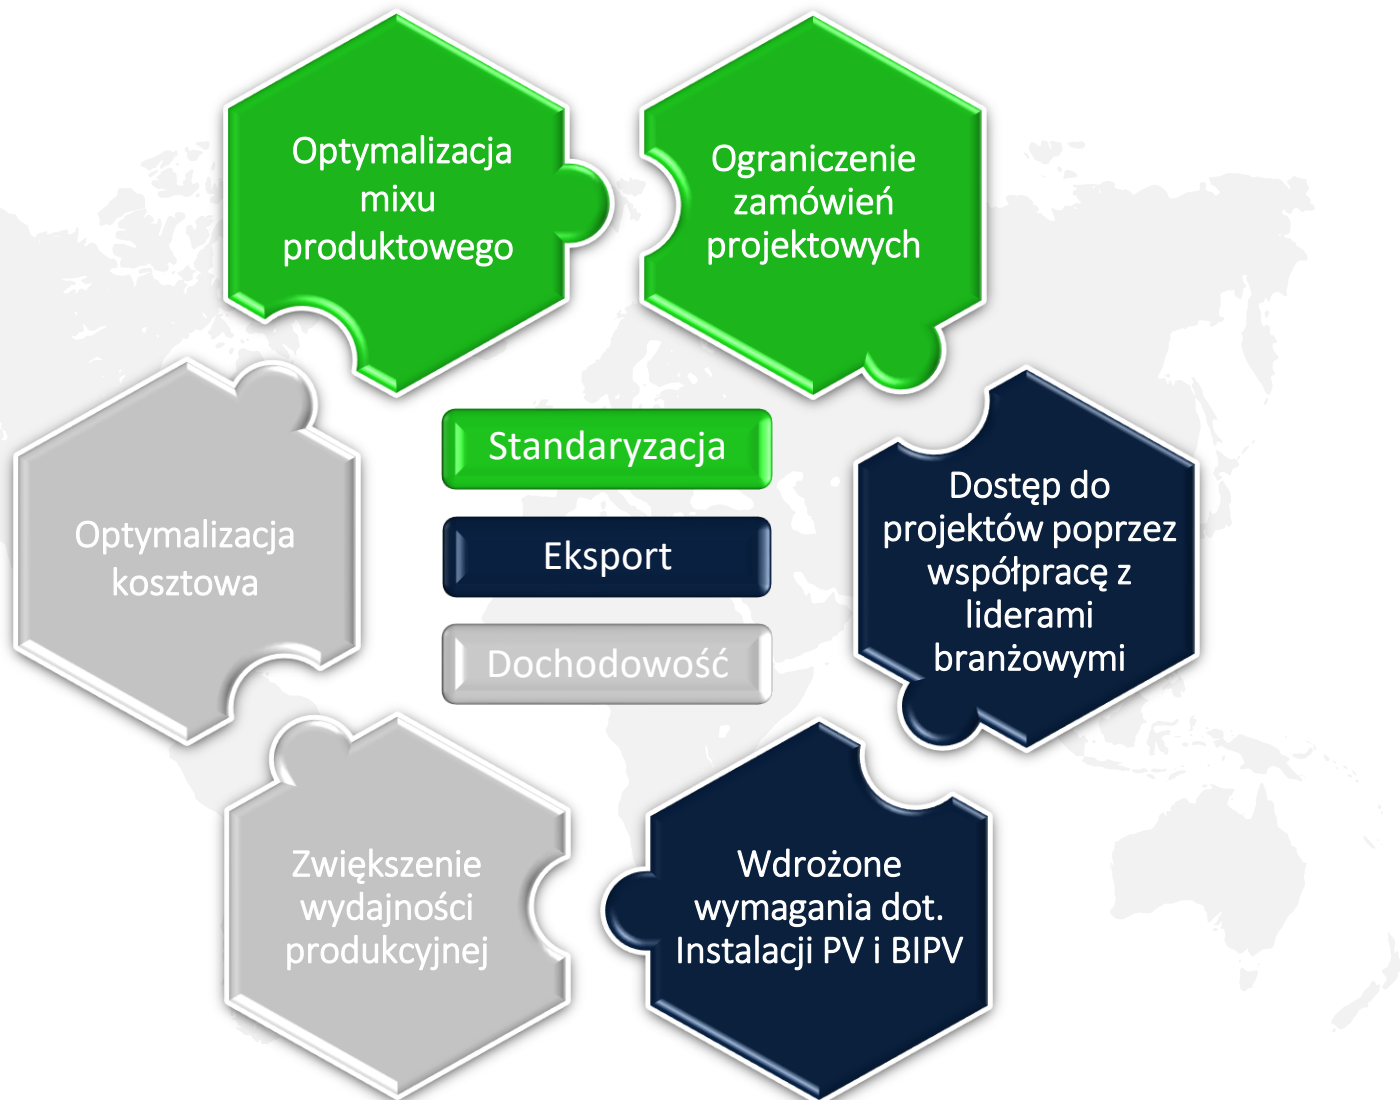 Optymalizacja
mixu
produktowego
Ograniczenie
zamówień
projektowych
Optymalizacja
kosztowa
Standaryzacja
Eksport
Dochodowość
Dostęp do
projektów poprzez
współpracę z
liderami
branżowymi
Zwiększenie
wydajności
produkcyjnej
Wdrożone
wymagania dot.
Instalacji PV i BIPV